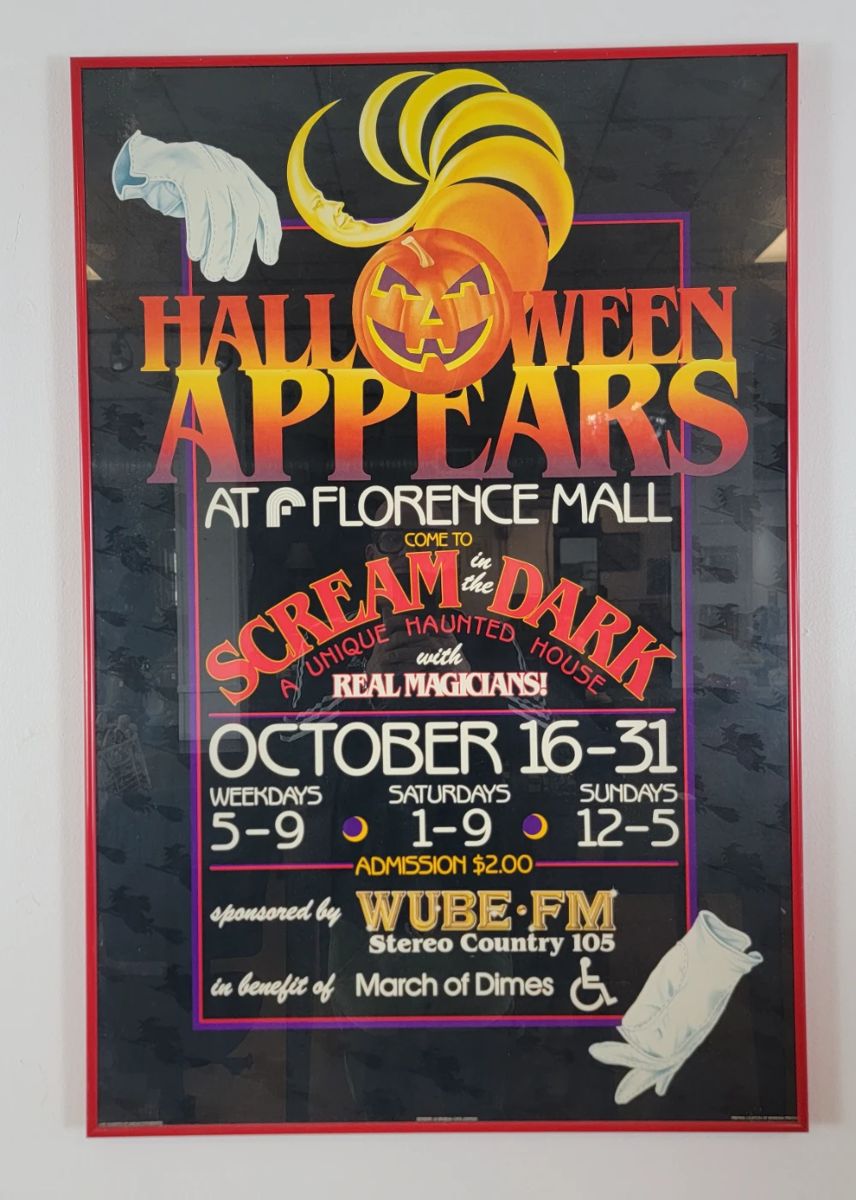 HALLOWEEN
APPEARS
AT F FLORENCE MALL
COME TO
SCREAM in the DARK
A UNIQUE HAUNTED HOUSE
with
REAL MAGICIANS!
OCTOBER 16-31
WEEKDAYS SATURDAYS SUNDAYS
5-9 1-9 12-5
ADMISSION $2.00
sponsored by WUBE·FM
Stereo Country 105
in benefit of March of Dimes